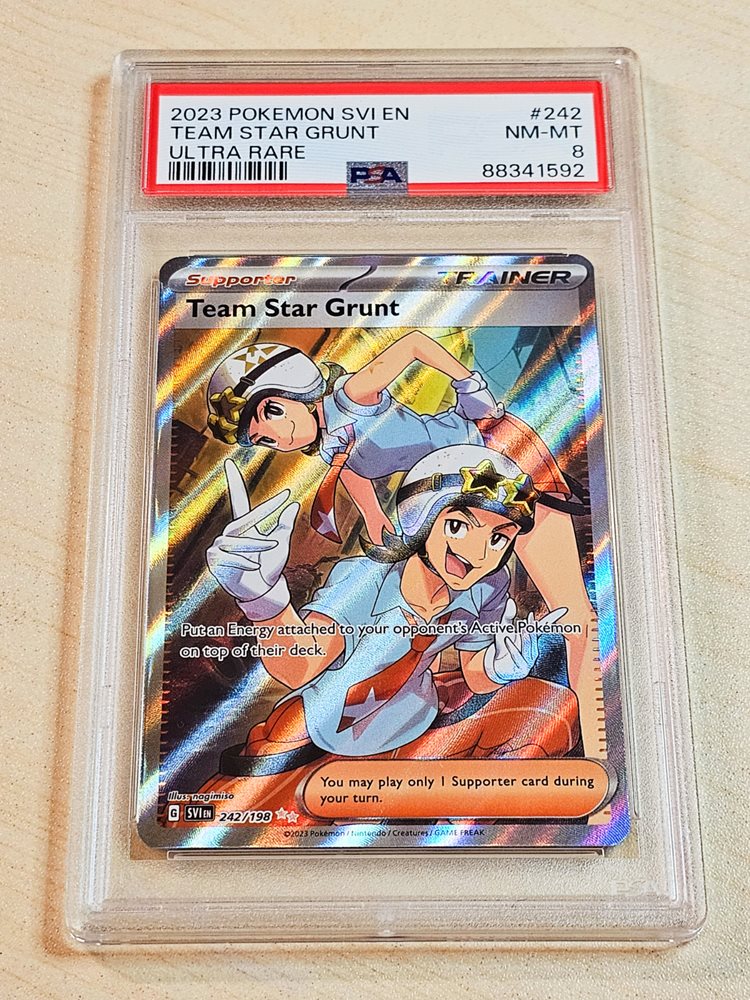 2023 POKEMON SVI EN #242
TEAM STAR GRUNT NM-MT
ULTRA RARE 8
PSA 88341592
Supporter TRAINER
Team Star Grunt
Put an Energy attached to your opponent's Active Pokémon
on top of their deck.
You may play only 1 Supporter card during
your turn.
Illus. nagimiso
G SVI EN 242/198
©2023 Pokémon / Nintendo / Creatures / GAME FREAK